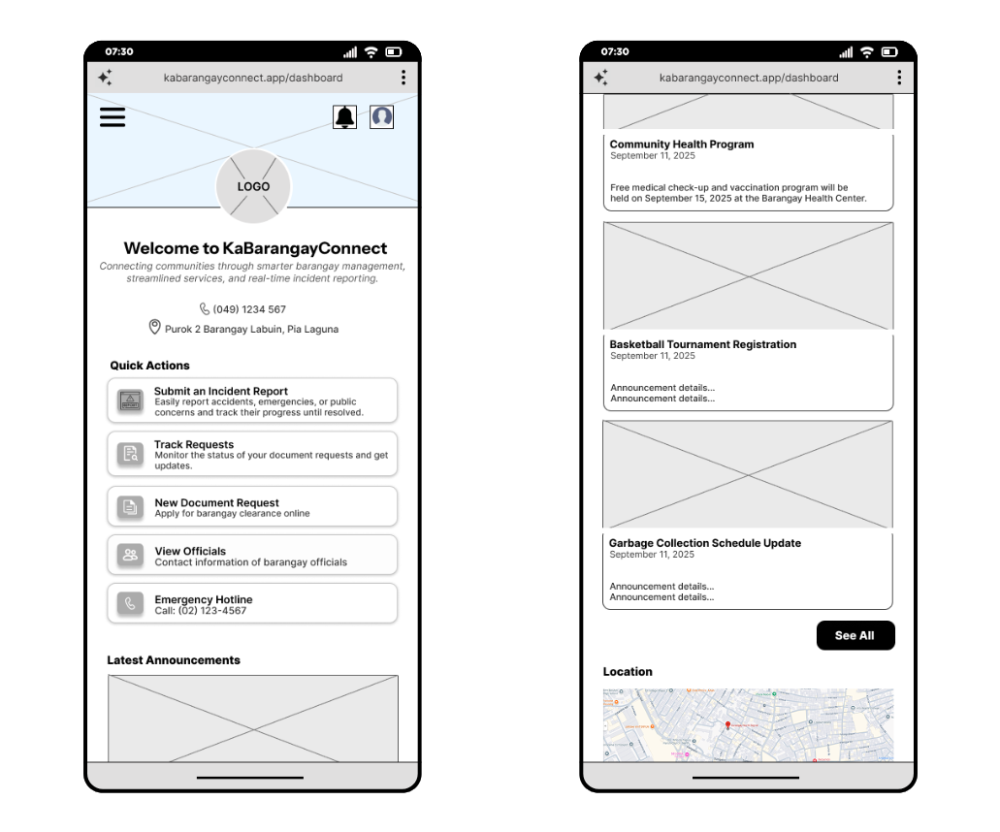 07:30
kabarangayconnect.app/dashboard
LOGO
Welcome to KaBarangayConnect
Connecting communities through smarter barangay management,
streamlined services, and real-time incident reporting.
(049) 1234 567
Purok 2 Barangay Labuin, Pia Laguna
Quick Actions
Submit an Incident Report
Easily report accidents, emergencies, or public
concerns and track their progress until resolved.
Track Requests
Monitor the status of your document requests and get
updates.
New Document Request
Apply for barangay clearance online
View Officials
Contact information of barangay officials
Emergency Hotline
Call: (02) 123-4567
Latest Announcements
07:30
kabarangayconnect.app/dashboard
Community Health Program
September 11, 2025
Free medical check-up and vaccination program will be
held on September 15, 2025 at the Barangay Health Center.
Basketball Tournament Registration
September 11, 2025
Announcement details...
Announcement details...
Garbage Collection Schedule Update
September 11, 2025
Announcement details...
Announcement details...
See All
Location